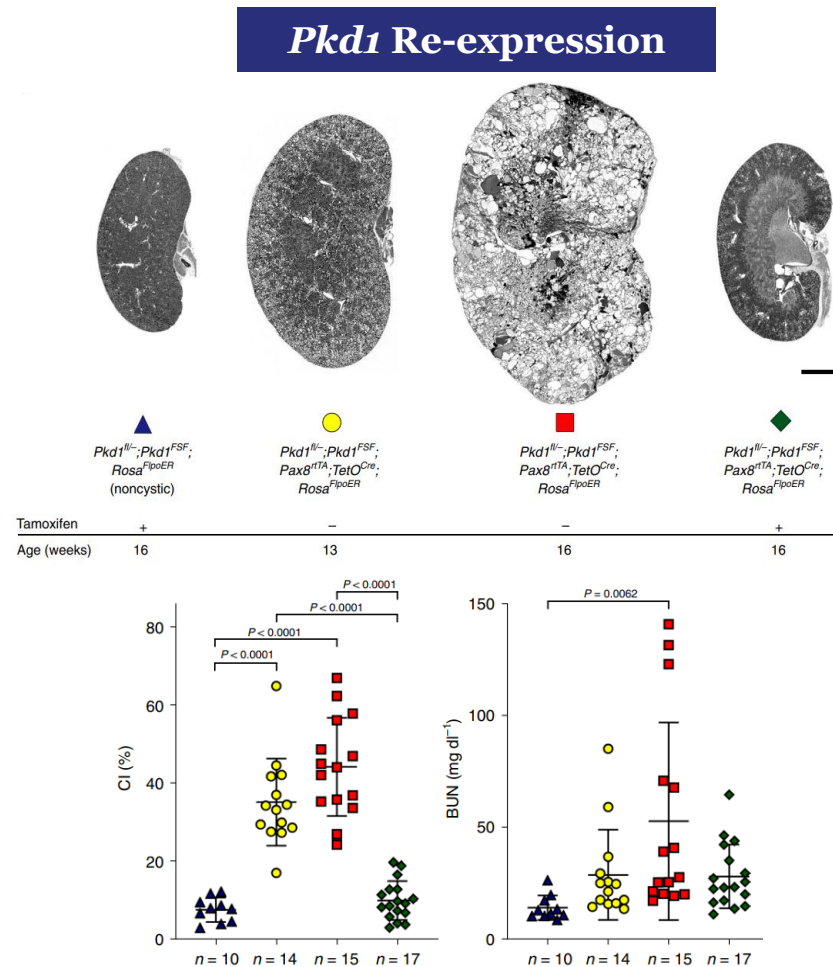 Pkd1 Re-expression
Pkd1fl/–;Pkd1FSF;
RosaFlpoER
(noncystic)
Pkd1fl/–;Pkd1FSF;
Pax8rtTA;TetOCre;
RosaFlpoER
Pkd1fl/–;Pkd1FSF;
Pax8rtTA;TetOCre;
RosaFlpoER
Pkd1fl/–;Pkd1FSF;
Pax8rtTA;TetOCre;
RosaFlpoER
Tamoxifen + – – +
Age (weeks) 16 13 16 16
CI (%)
80
60
40
20
0
P < 0.0001
P < 0.0001
P < 0.0001
P < 0.0001
n = 10 n = 14 n = 15 n = 17
BUN (mg dl–1)
150
100
50
0
P = 0.0062
n = 10 n = 14 n = 15 n = 17